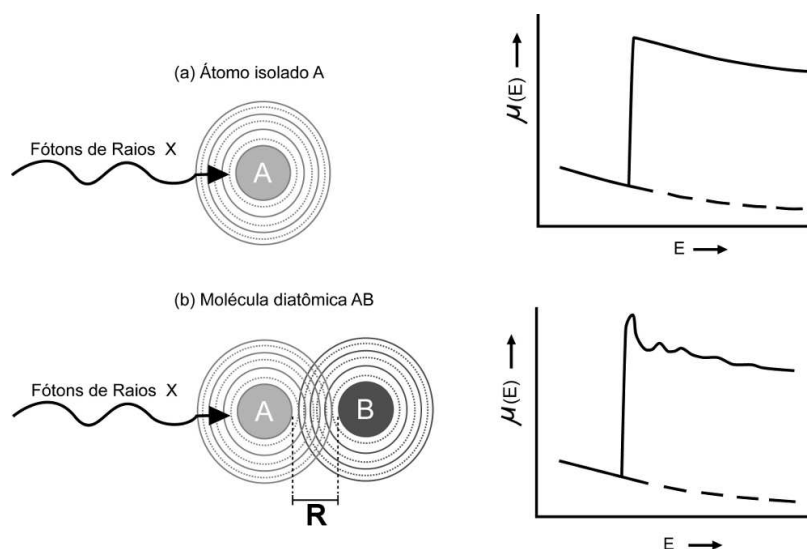 (a) Átomo isolado A
Fótons de Raios X
A
μ(E)
E
(b) Molécula diatômica AB
Fótons de Raios X
A
B
R
μ(E)
E